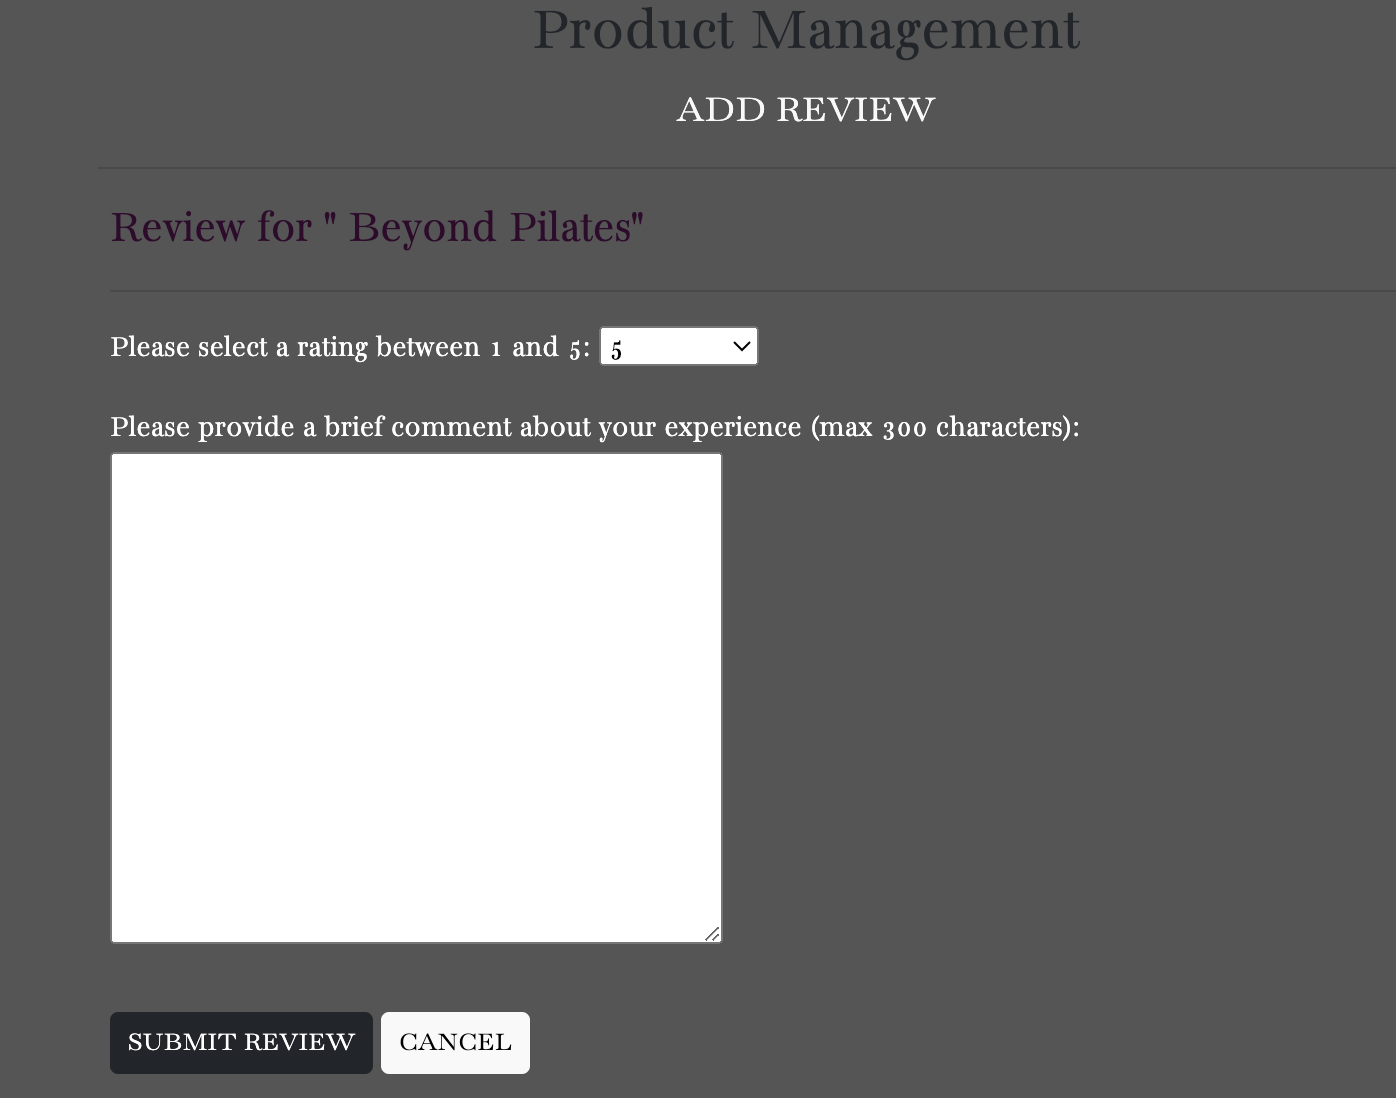 Product Management
ADD REVIEW
Review for " Beyond Pilates"
Please select a rating between 1 and 5: 5
Please provide a brief comment about your experience (max 300 characters):
SUBMIT REVIEW CANCEL